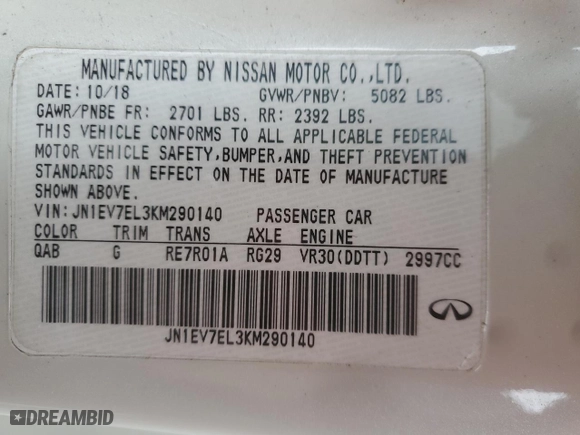 MANUFACTURED BY NISSAN MOTOR CO.,LTD.
DATE: 10/18 GVWR/PNBV: 5082 LBS.
GAWR/PNBE FR: 2701 LBS. RR: 2392 LBS.
THIS VEHICLE CONFORMS TO ALL APPLICABLE FEDERAL
MOTOR VEHICLE SAFETY,BUMPER,AND THEFT PREVENTION
STANDARDS IN EFFECT ON THE DATE OF MANUFACTURE
SHOWN ABOVE.
VIN:JN1EV7EL3KM290140 PASSENGER CAR
COLOR TRIM TRANS AXLE ENGINE
QAB G RE7R01A RG29 VR30(DDTT) 2997CC
JN1EV7EL3KM290140
DREAMBID